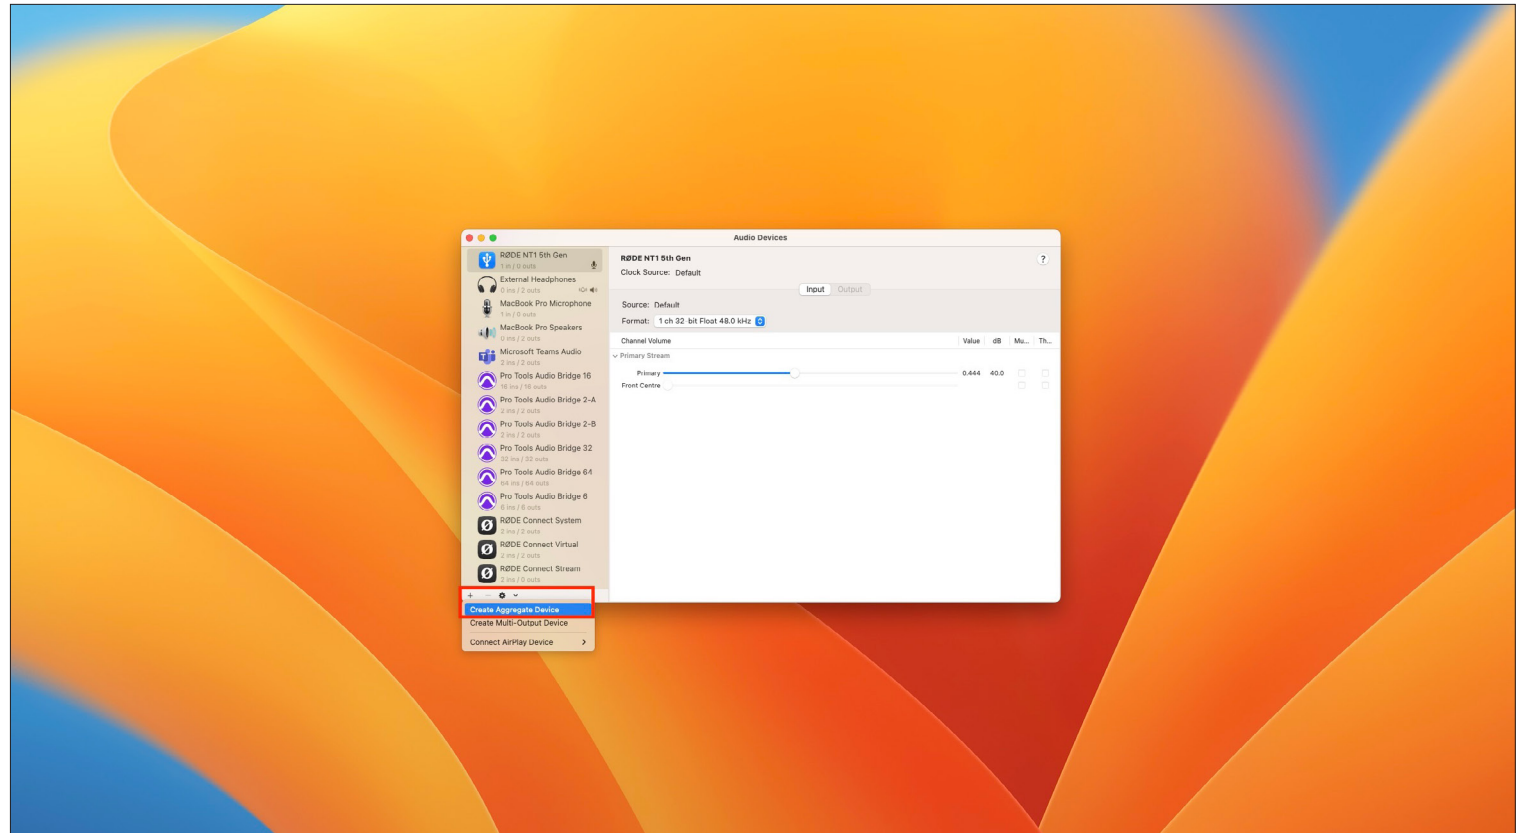 Audio Devices
RØDE NT1 5th Gen
1 in / 0 outs
External Headphones
0 ins / 2 outs
MacBook Pro Microphone
1 in / 0 outs
MacBook Pro Speakers
0 ins / 2 outs
Microsoft Teams Audio
2 ins / 2 outs
Pro Tools Audio Bridge 16
16 ins / 16 outs
Pro Tools Audio Bridge 2-A
2 ins / 2 outs
Pro Tools Audio Bridge 2-B
2 ins / 2 outs
Pro Tools Audio Bridge 32
32 ins / 32 outs
Pro Tools Audio Bridge 64
64 ins / 64 outs
Pro Tools Audio Bridge 6
6 ins / 6 outs
RØDE Connect System
2 ins / 2 outs
RØDE Connect Virtual
2 ins / 2 outs
RØDE Connect Stream
2 ins / 0 outs
Create Aggregate Device
Create Multi-Output Device
Connect AirPlay Device
RØDE NT1 5th Gen
?
Clock Source: Default
Input Output
Source: Default
Format: 1 ch 32-bit Float 48.0 kHz
Channel Volume Value dB Mu... Th...
Primary Stream
Primary 0.444 40.0
Front Centre